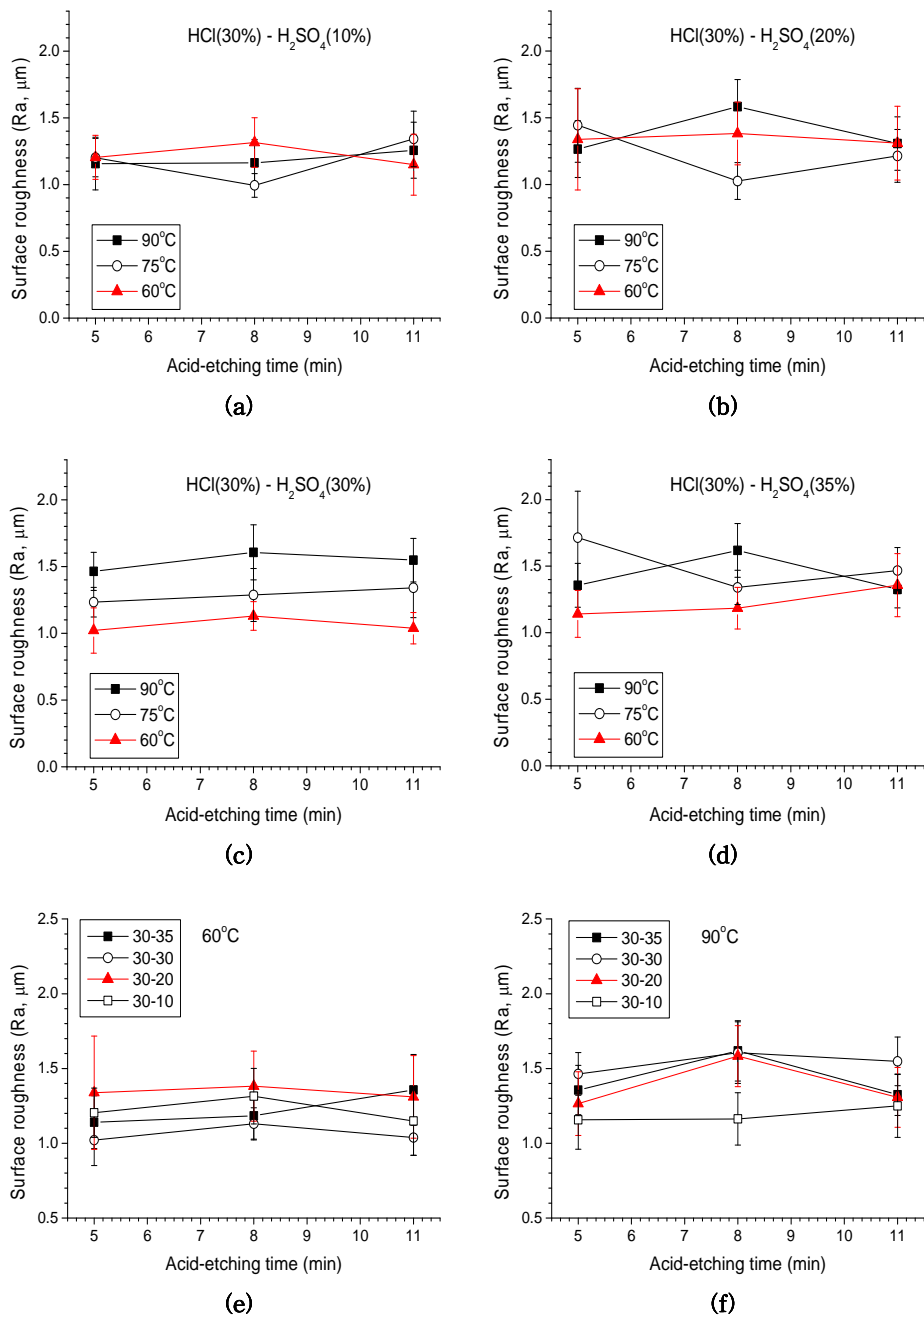 HCl(30%) - H₂SO₄(10%)
Surface roughness (Ra, μm)
2.0
1.5
1.0
0.5
0.0
90°C
75°C
60°C
5 6 7 8 9 10 11
Acid-etching time (min)
(a)
HCl(30%) - H₂SO₄(20%)
Surface roughness (Ra, μm)
2.0
1.5
1.0
0.5
0.0
90°C
75°C
60°C
5 6 7 8 9 10 11
Acid-etching time (min)
(b)
HCl(30%) - H₂SO₄(30%)
Surface roughness (Ra, μm)
2.0
1.5
1.0
0.5
0.0
90°C
75°C
60°C
5 6 7 8 9 10 11
Acid-etching time (min)
(c)
HCl(30%) - H₂SO₄(35%)
Surface roughness (Ra, μm)
2.0
1.5
1.0
0.5
0.0
90°C
75°C
60°C
5 6 7 8 9 10 11
Acid-etching time (min)
(d)
60°C
Surface roughness (Ra, μm)
2.5
2.0
1.5
1.0
0.5
30-35
30-30
30-20
30-10
5 6 7 8 9 10 11
Acid-etching time (min)
(e)
90°C
Surface roughness (Ra, μm)
2.5
2.0
1.5
1.0
0.5
30-35
30-30
30-20
30-10
5 6 7 8 9 10 11
Acid-etching time (min)
(f)